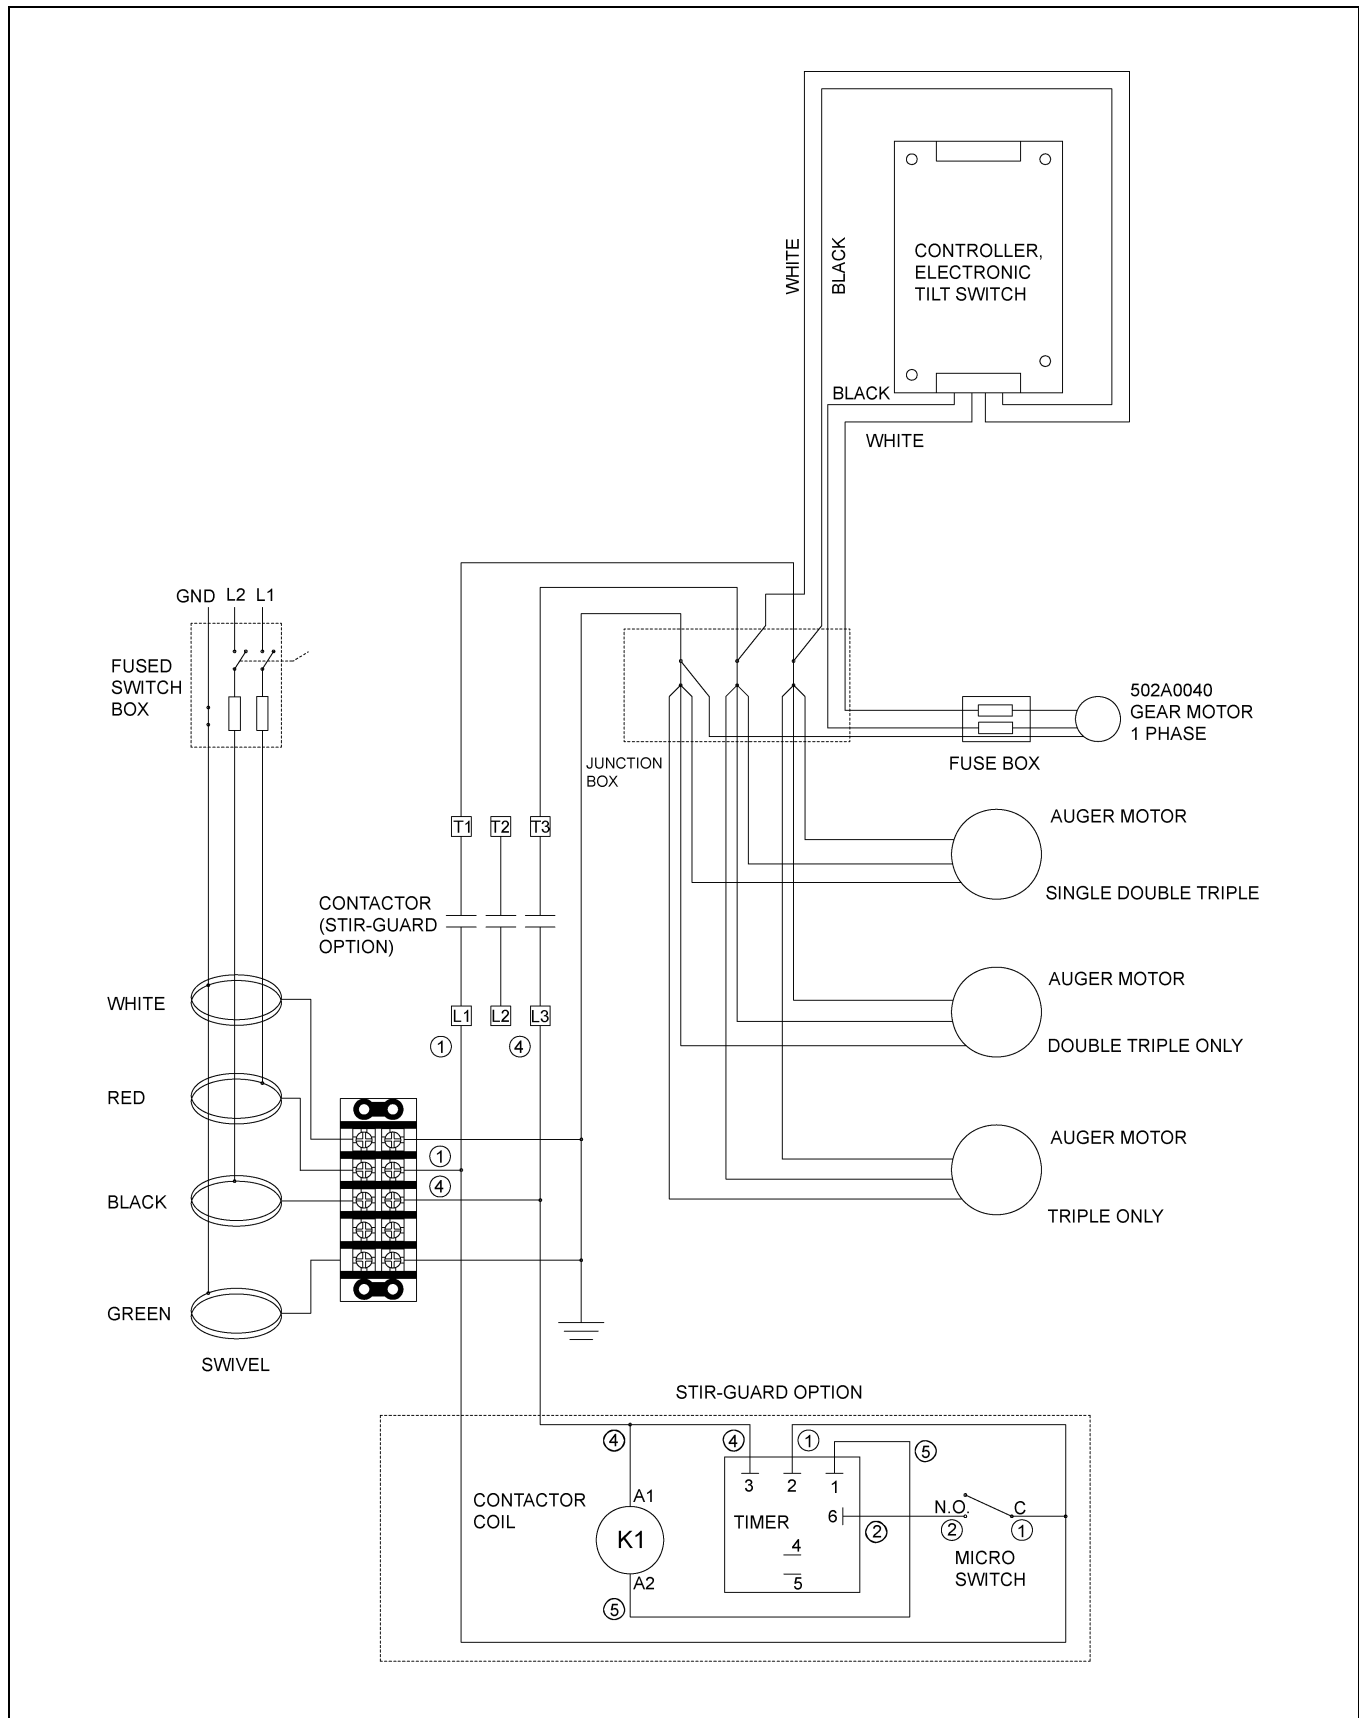 WHITE
BLACK
CONTROLLER,
ELECTRONIC
TILT SWITCH
BLACK
WHITE
GND L2 L1
FUSED
SWITCH
BOX
502A0040
GEAR MOTOR
1 PHASE
FUSE BOX
JUNCTION
BOX
T1 T2 T3
AUGER MOTOR
SINGLE DOUBLE TRIPLE
CONTACTOR
(STIR-GUARD
OPTION)
WHITE
L1 L2 L3
1 4
AUGER MOTOR
DOUBLE TRIPLE ONLY
RED
1
4
BLACK
AUGER MOTOR
TRIPLE ONLY
GREEN
SWIVEL
STIR-GUARD OPTION
4 4 1 5
3 2 1
CONTACTOR
COIL
A1
K1
A2
5
TIMER
6
4
5
2
N.O. C
2 1
MICRO
SWITCH